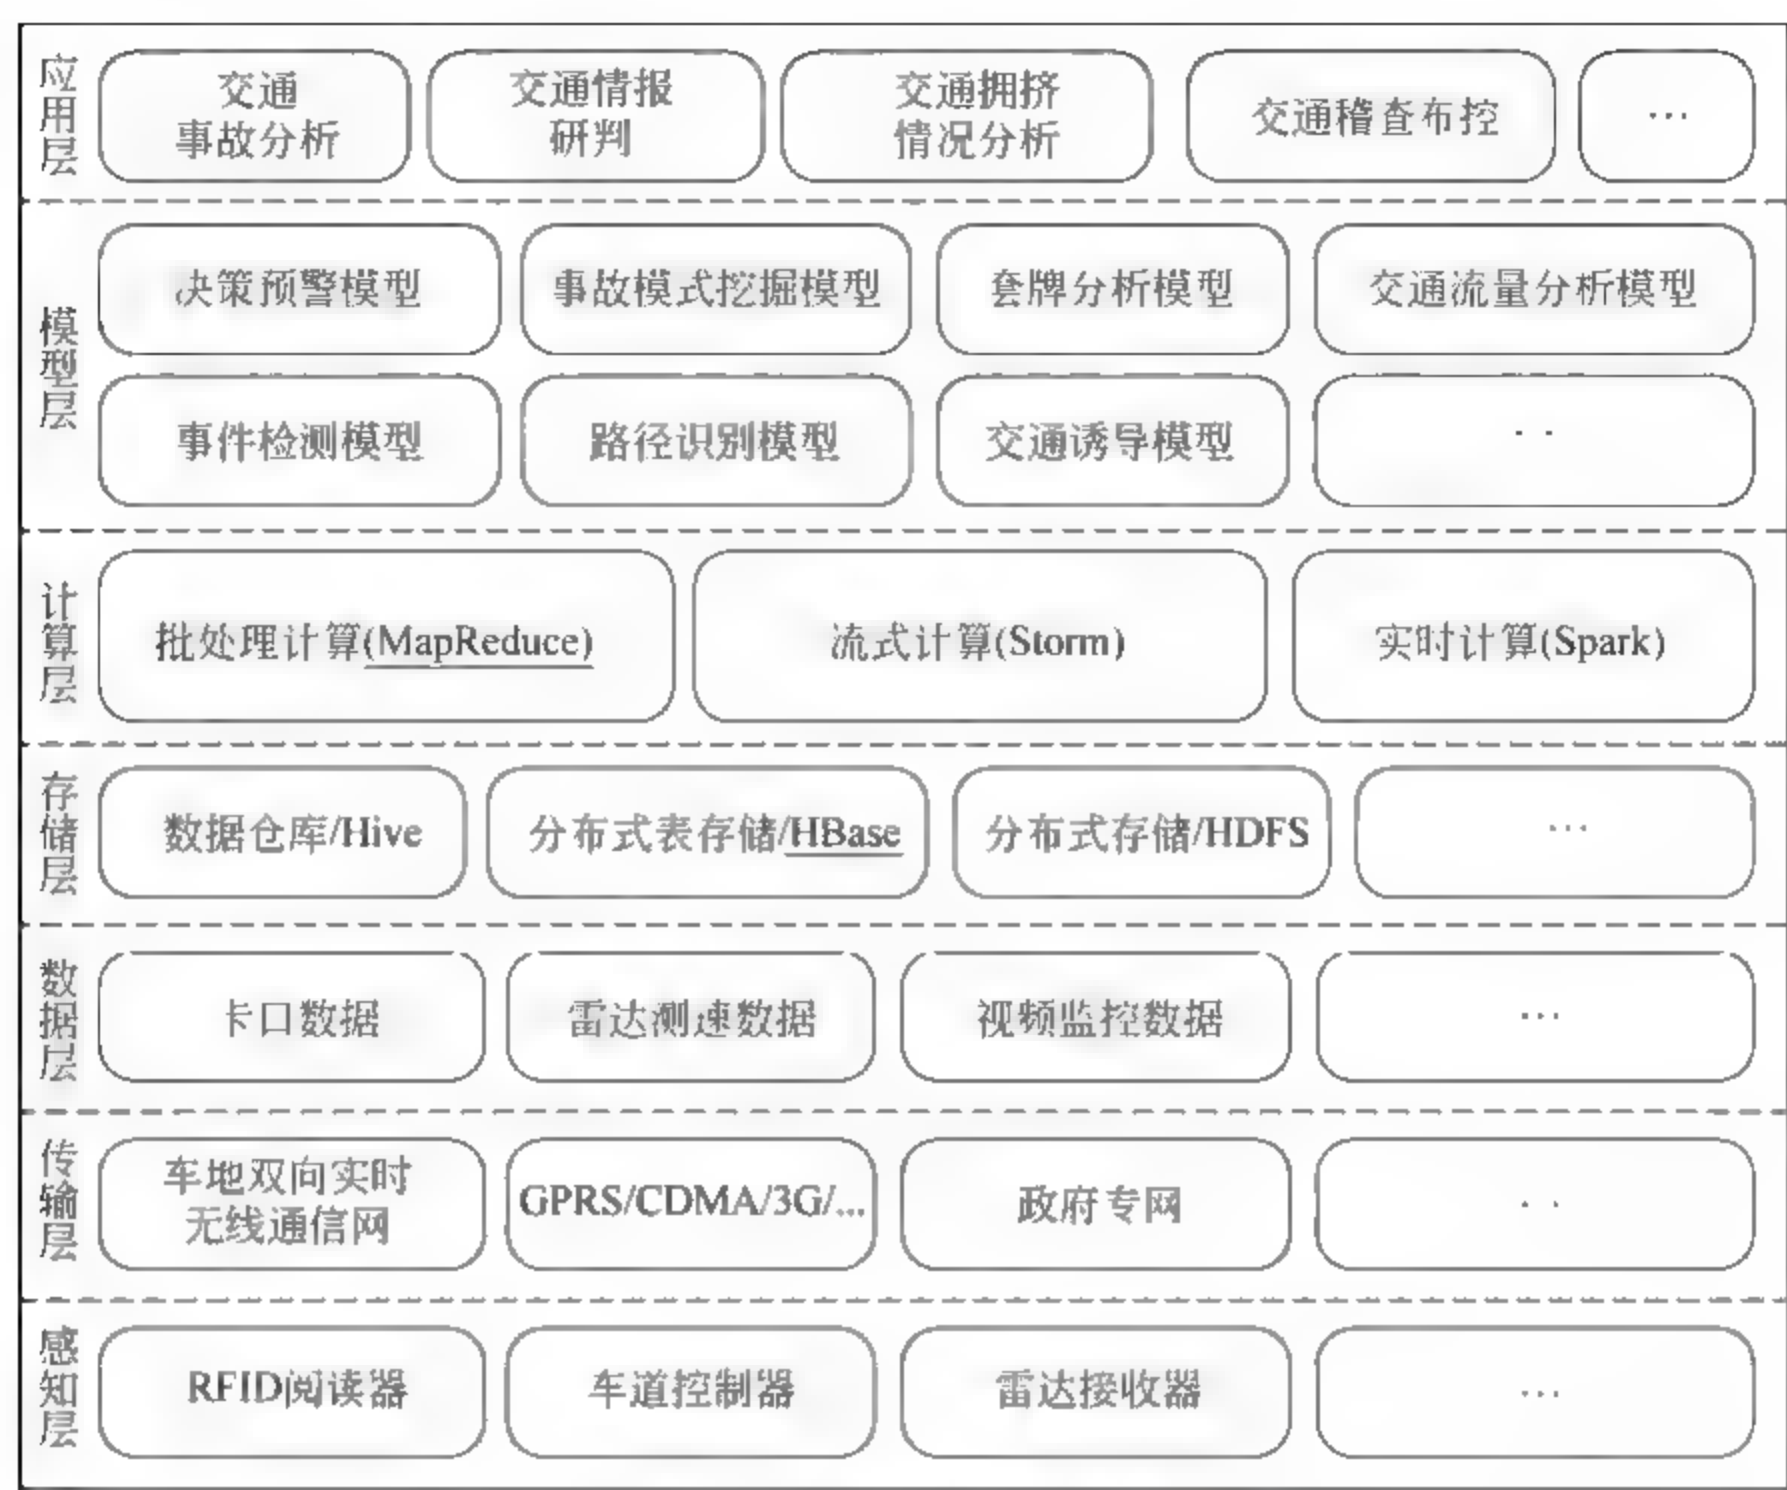 应用层
交通
事故分析
交通情报
研判
交通拥挤
情况分析
交通稽查布控
…
模型层
决策预警模型
事故模式挖掘模型
套牌分析模型
交通流量分析模型
事件检测模型
路径识别模型
交通诱导模型
. .
计算层
批处理计算(MapReduce)
流式计算(Storm)
实时计算(Spark)
存储层
数据仓库/Hive
分布式表存储/HBase
分布式存储/HDFS
…
数据层
卡口数据
雷达测速数据
视频监控数据
…
传输层
车地双向实时
无线通信网
GPRS/CDMA/3G/...
政府专网
. .
感知层
RFID阅读器
车道控制器
雷达接收器
…